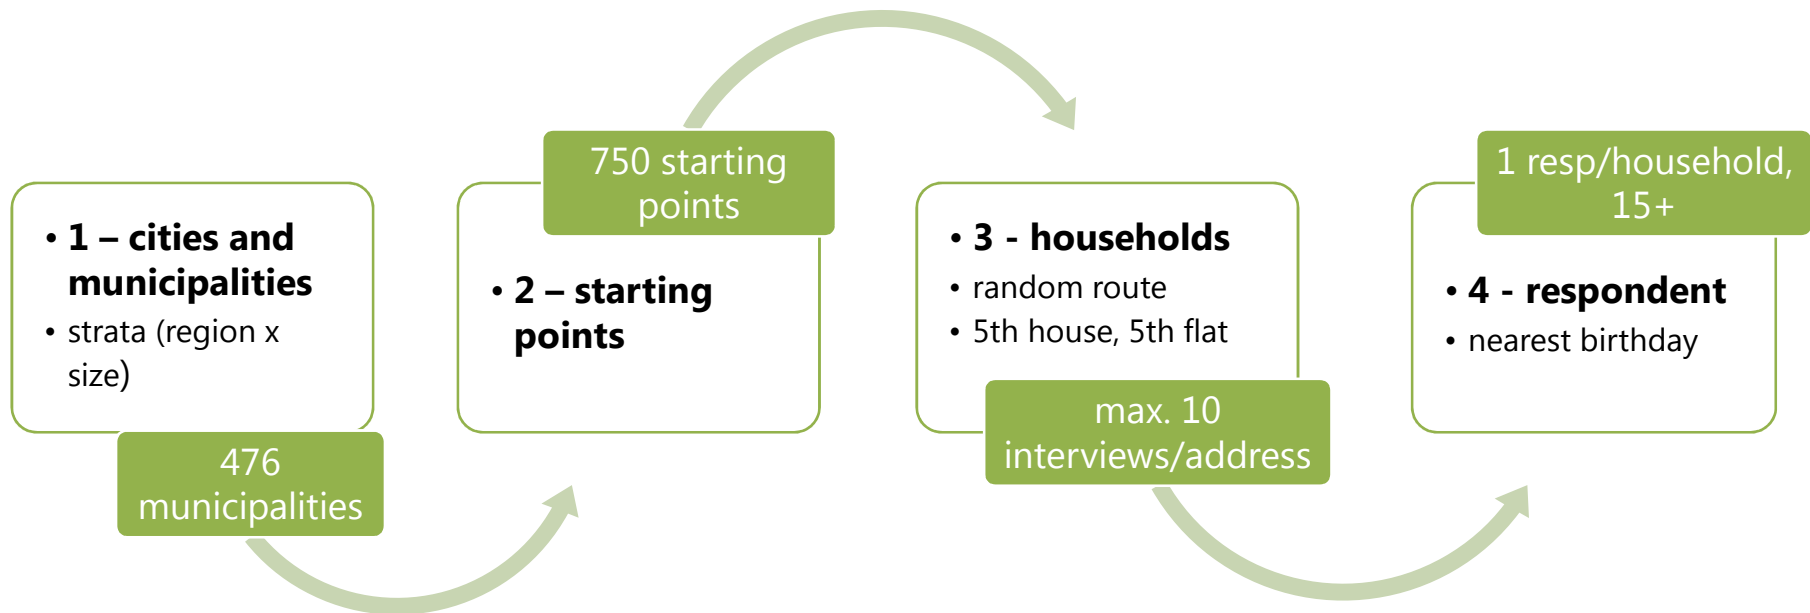 • 1 – cities and
municipalities
• strata (region x
size)
476
municipalities
750 starting
points
• 2 – starting
points
• 3 - households
• random route
• 5th house, 5th flat
max. 10
interviews/address
1 resp/household,
15+
• 4 - respondent
• nearest birthday